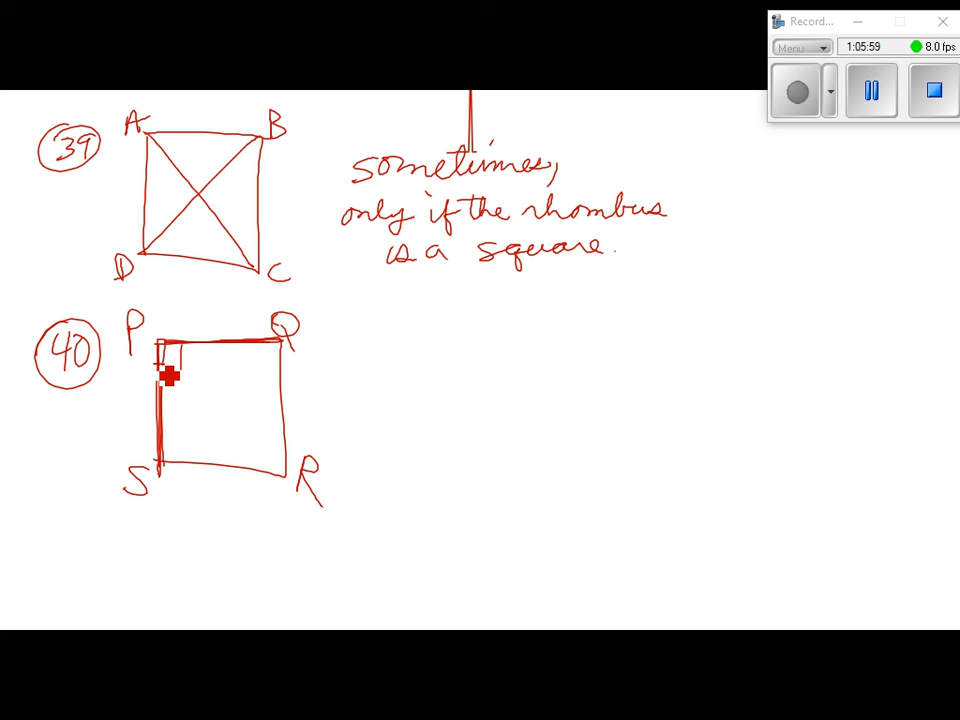 Record...
Menu
1:05:59
8.0 fps
39
A
B
D
C
sometimes,
only if the rhombus
is a square.
40
P
Q
S
R